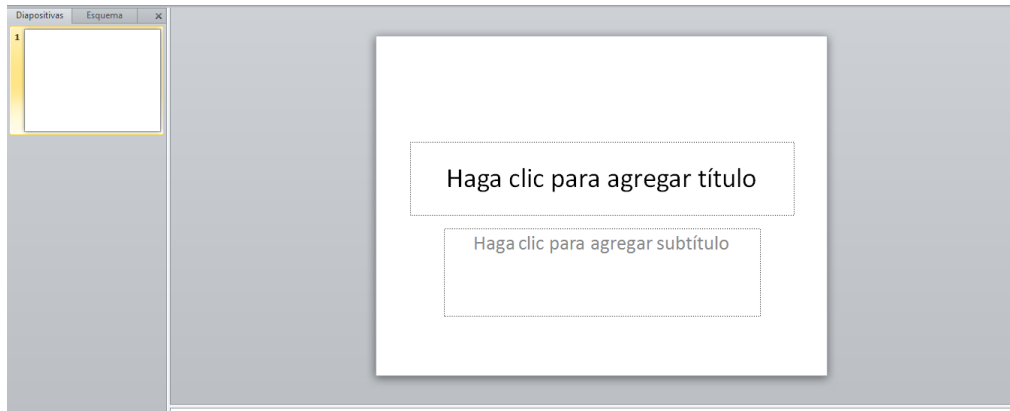 Diapositivas Esquema x
1
Haga clic para agregar título
Haga clic para agregar subtítulo